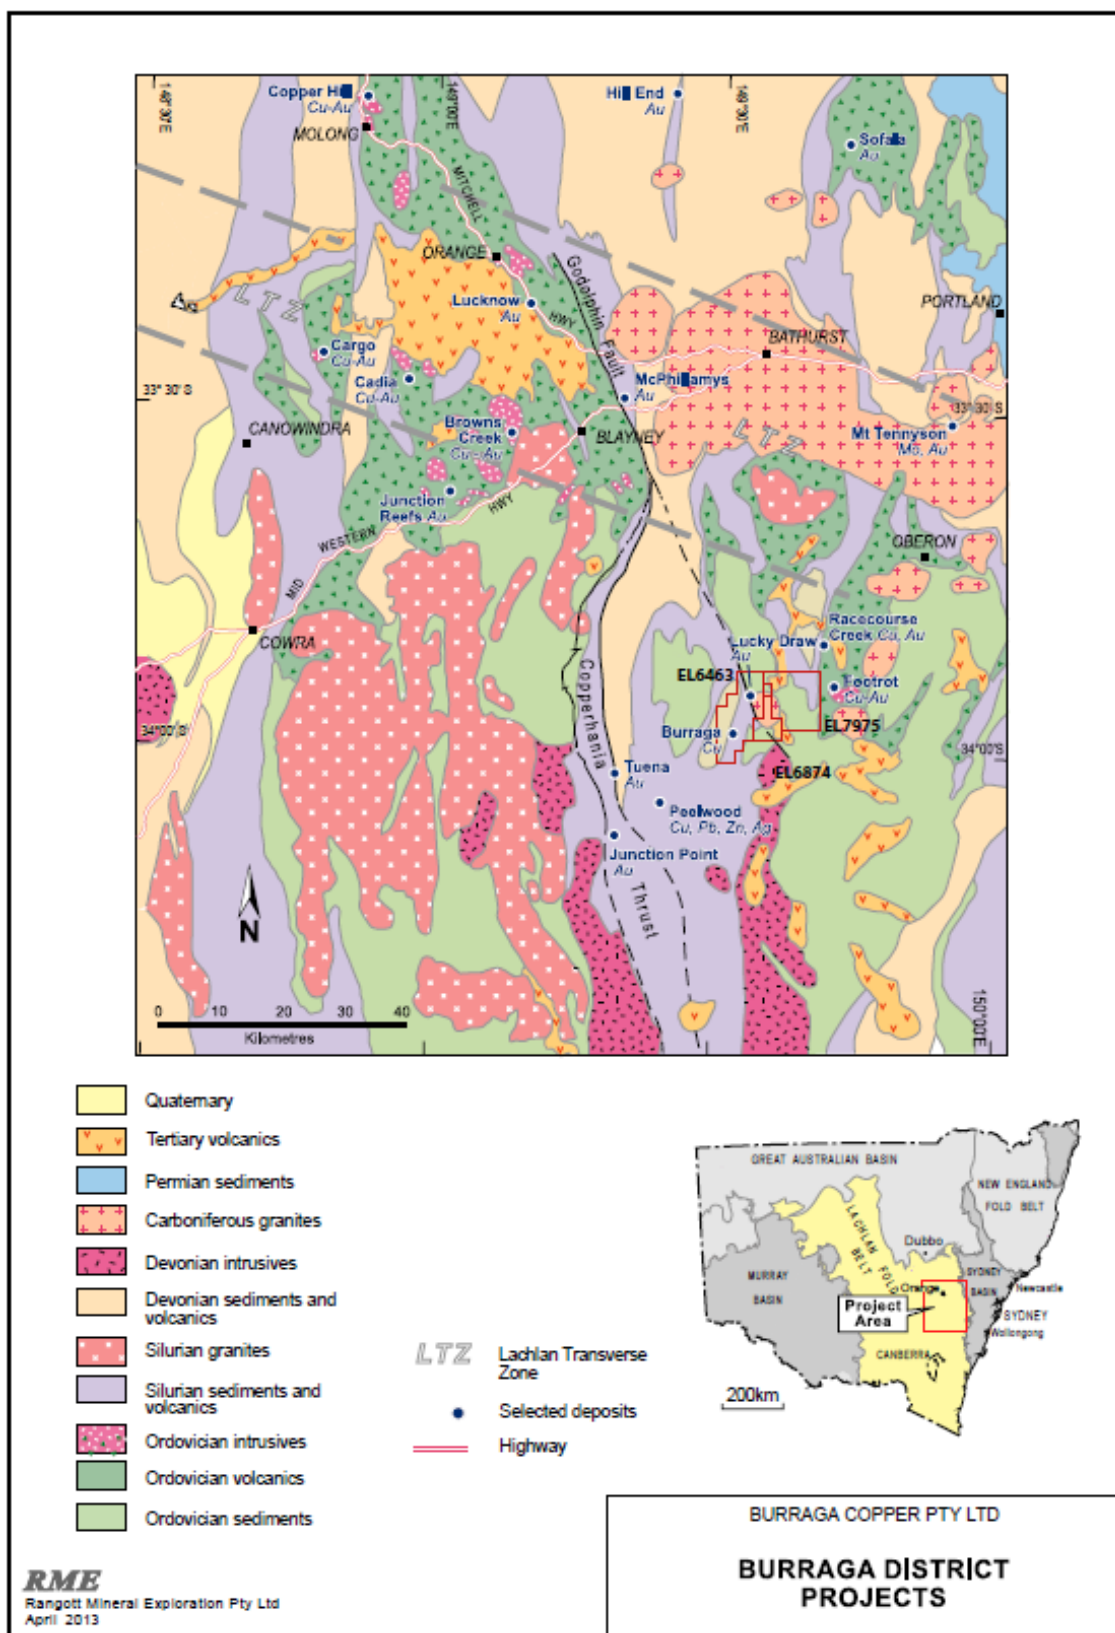 148°30'E
149°00'E
149°30'E
Copper Hill
Cu-Au
MOLONG
Hill End
Au
Sofala
Au
MITCHELL
ORANGE
Godolphin Fault
LTZ
Lucknow
Au
HWY
PORTLAND
BATHURST
Cargo
Cu-Au
Cadia
Cu-Au
McPhillamys
Au
33° 30' S
33°30'S
CANOWINDRA
Browns
Creek
Cu - Au
BLAYNEY
LTZ
Mt Tennyson
Mo, Au
Junction
Reefs Au
HWY
WESTERN
MID
OBERON
COWRA
Racecourse
Creek Cu, Au
Lucky Draw
Au
EL6463
Foxtrot
Cu-Au
Copperhania
Burraga
Cu
EL7975
34°00'S
34°00'S
EL6874
Tuena
Au
Peelwood
Cu, Pb, Zn, Ag
Junction Point
Au
Thrust
N
150°00'E
0 10 20 30 40
Kilometres
Quaternary
Tertiary volcanics
Permian sediments
Carboniferous granites
Devonian intrusives
Devonian sediments and
volcanics
Silurian granites
Silurian sediments and
volcanics
Ordovician intrusives
Ordovician volcanics
Ordovician sediments
LTZ Lachlan Transverse
Zone
Selected deposits
Highway
GREAT AUSTRALIAN BASIN
NEW ENGLAND
FOLD BELT
LACHLAN FOLD
BELT
Dubbo
MURRAY
BASIN
SYDNEY
BASIN
Orange
Newcastle
Project
Area
SYDNEY
Wollongong
CANBERRA
200km
BURRAGA COPPER PTY LTD
BURRAGA DISTRICT
PROJECTS
RME
Rangott Mineral Exploration Pty Ltd
April 2013